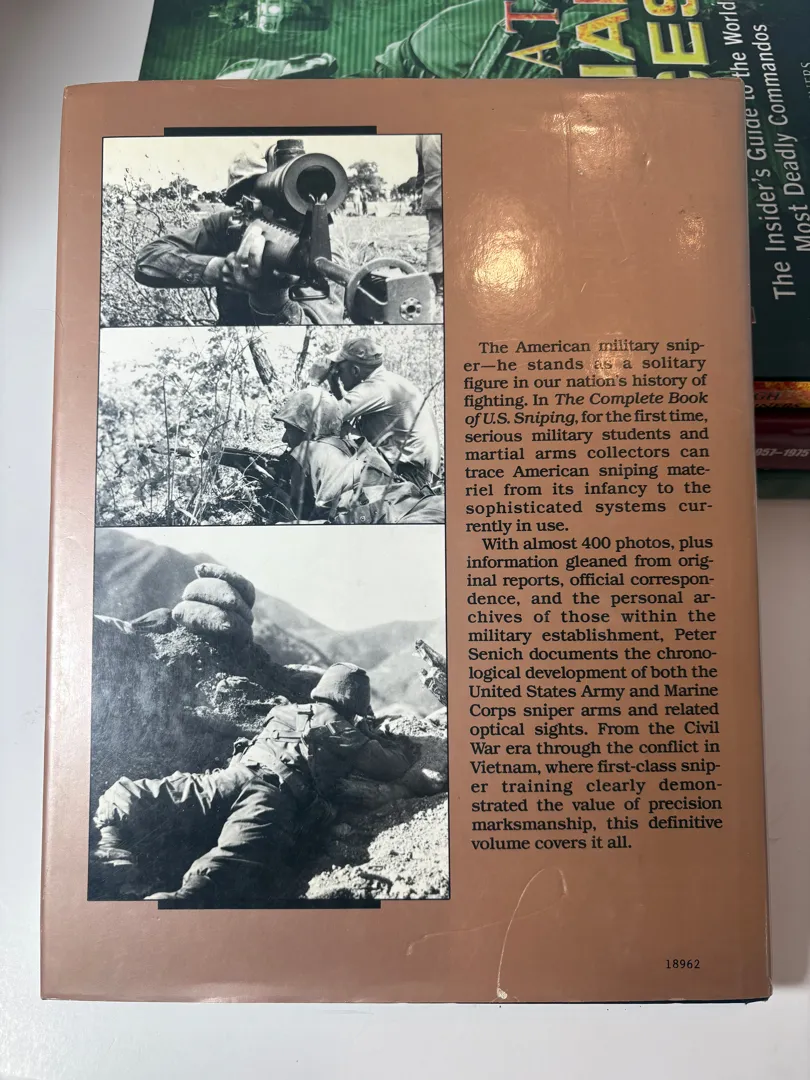 The Insider's Guide to the World
Most Deadly Commandos
957–1975
The American military snip-
er—he stands as a solitary
figure in our nation's history of
fighting. In The Complete Book
of U.S. Sniping, for the first time,
serious military students and
martial arms collectors can
trace American sniping mate-
riel from its infancy to the
sophisticated systems cur-
rently in use.
With almost 400 photos, plus
information gleaned from orig-
inal reports, official correspon-
dence, and the personal ar-
chives of those within the
military establishment, Peter
Senich documents the chrono-
logical development of both the
United States Army and Marine
Corps sniper arms and related
optical sights. From the Civil
War era through the conflict in
Vietnam, where first-class snip-
er training clearly demon-
strated the value of precision
marksmanship, this definitive
volume covers it all.
18962